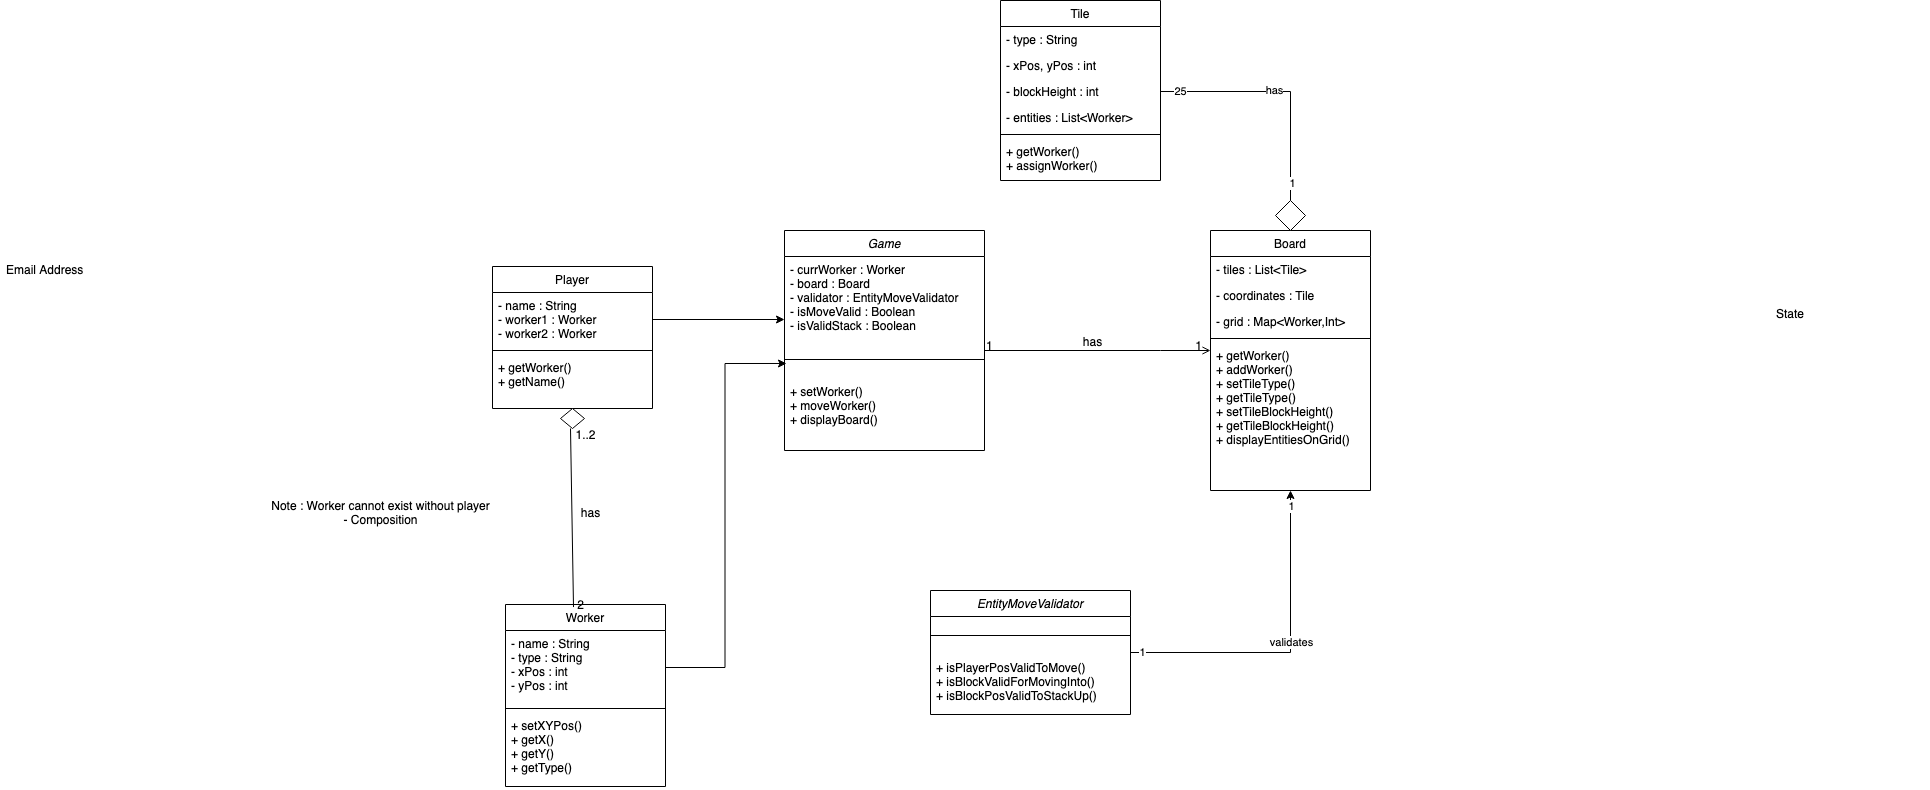 Tile
- type : String
- xPos, yPos : int
- blockHeight : int
- entities : List<Worker>
+ getWorker()
+ assignWorker()
25
has
1
Email Address
Player
- name : String
- worker1 : Worker
- worker2 : Worker
+ getWorker()
+ getName()
1..2
has
2
Note : Worker cannot exist without player
- Composition
Game
- currWorker : Worker
- board : Board
- validator : EntityMoveValidator
- isMoveValid : Boolean
- isValidStack : Boolean
+ setWorker()
+ moveWorker()
+ displayBoard()
1
has
1
Board
- tiles : List<Tile>
- coordinates : Tile
- grid : Map<Worker,Int>
+ getWorker()
+ addWorker()
+ setTileType()
+ getTileType()
+ setTileBlockHeight()
+ getTileBlockHeight()
+ displayEntitiesOnGrid()
State
1
validates
1
Worker
- name : String
- type : String
- xPos : int
- yPos : int
+ setXYPos()
+ getX()
+ getY()
+ getType()
EntityMoveValidator
+ isPlayerPosValidToMove()
+ isBlockValidForMovingInto()
+ isBlockPosValidToStackUp()